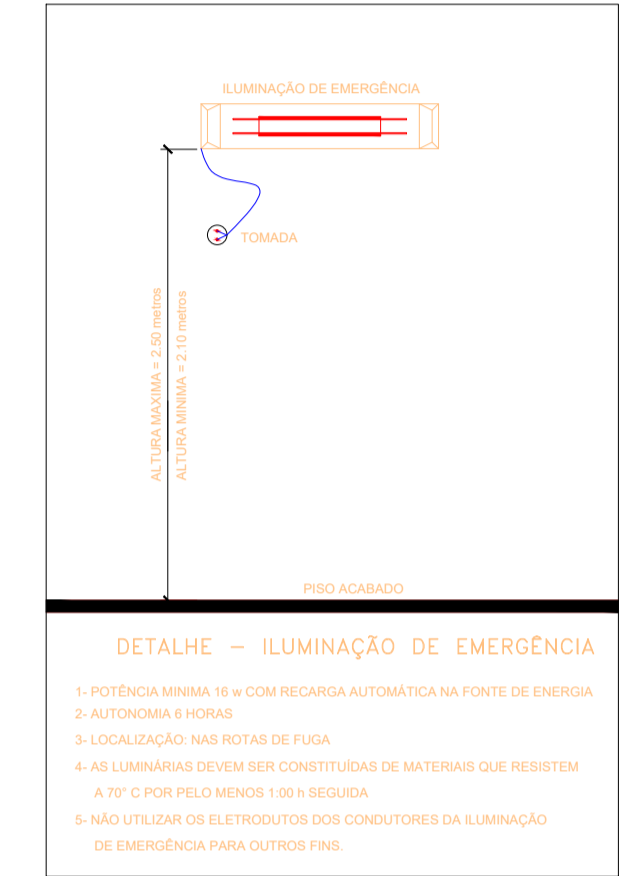 ILUMINAÇÃO DE EMERGÊNCIA
TOMADA
ALTURA MAXIMA = 2.50 metros
ALTURA MINIMA = 2.10 metros
PISO ACABADO
DETALHE - ILUMINAÇÃO DE EMERGÊNCIA
1- POTÊNCIA MINIMA 16 w COM RECARGA AUTOMÁTICA NA FONTE DE ENERGIA
2- AUTONOMIA 6 HORAS
3- LOCALIZAÇÃO: NAS ROTAS DE FUGA
4- AS LUMINÁRIAS DEVEM SER CONSTITUÍDAS DE MATERIAIS QUE RESISTEM
A 70° C POR PELO MENOS 1:00 h SEGUIDA
5- NÃO UTILIZAR OS ELETRODUTOS DOS CONDUTORES DA ILUMINAÇÃO
DE EMERGÊNCIA PARA OUTROS FINS.